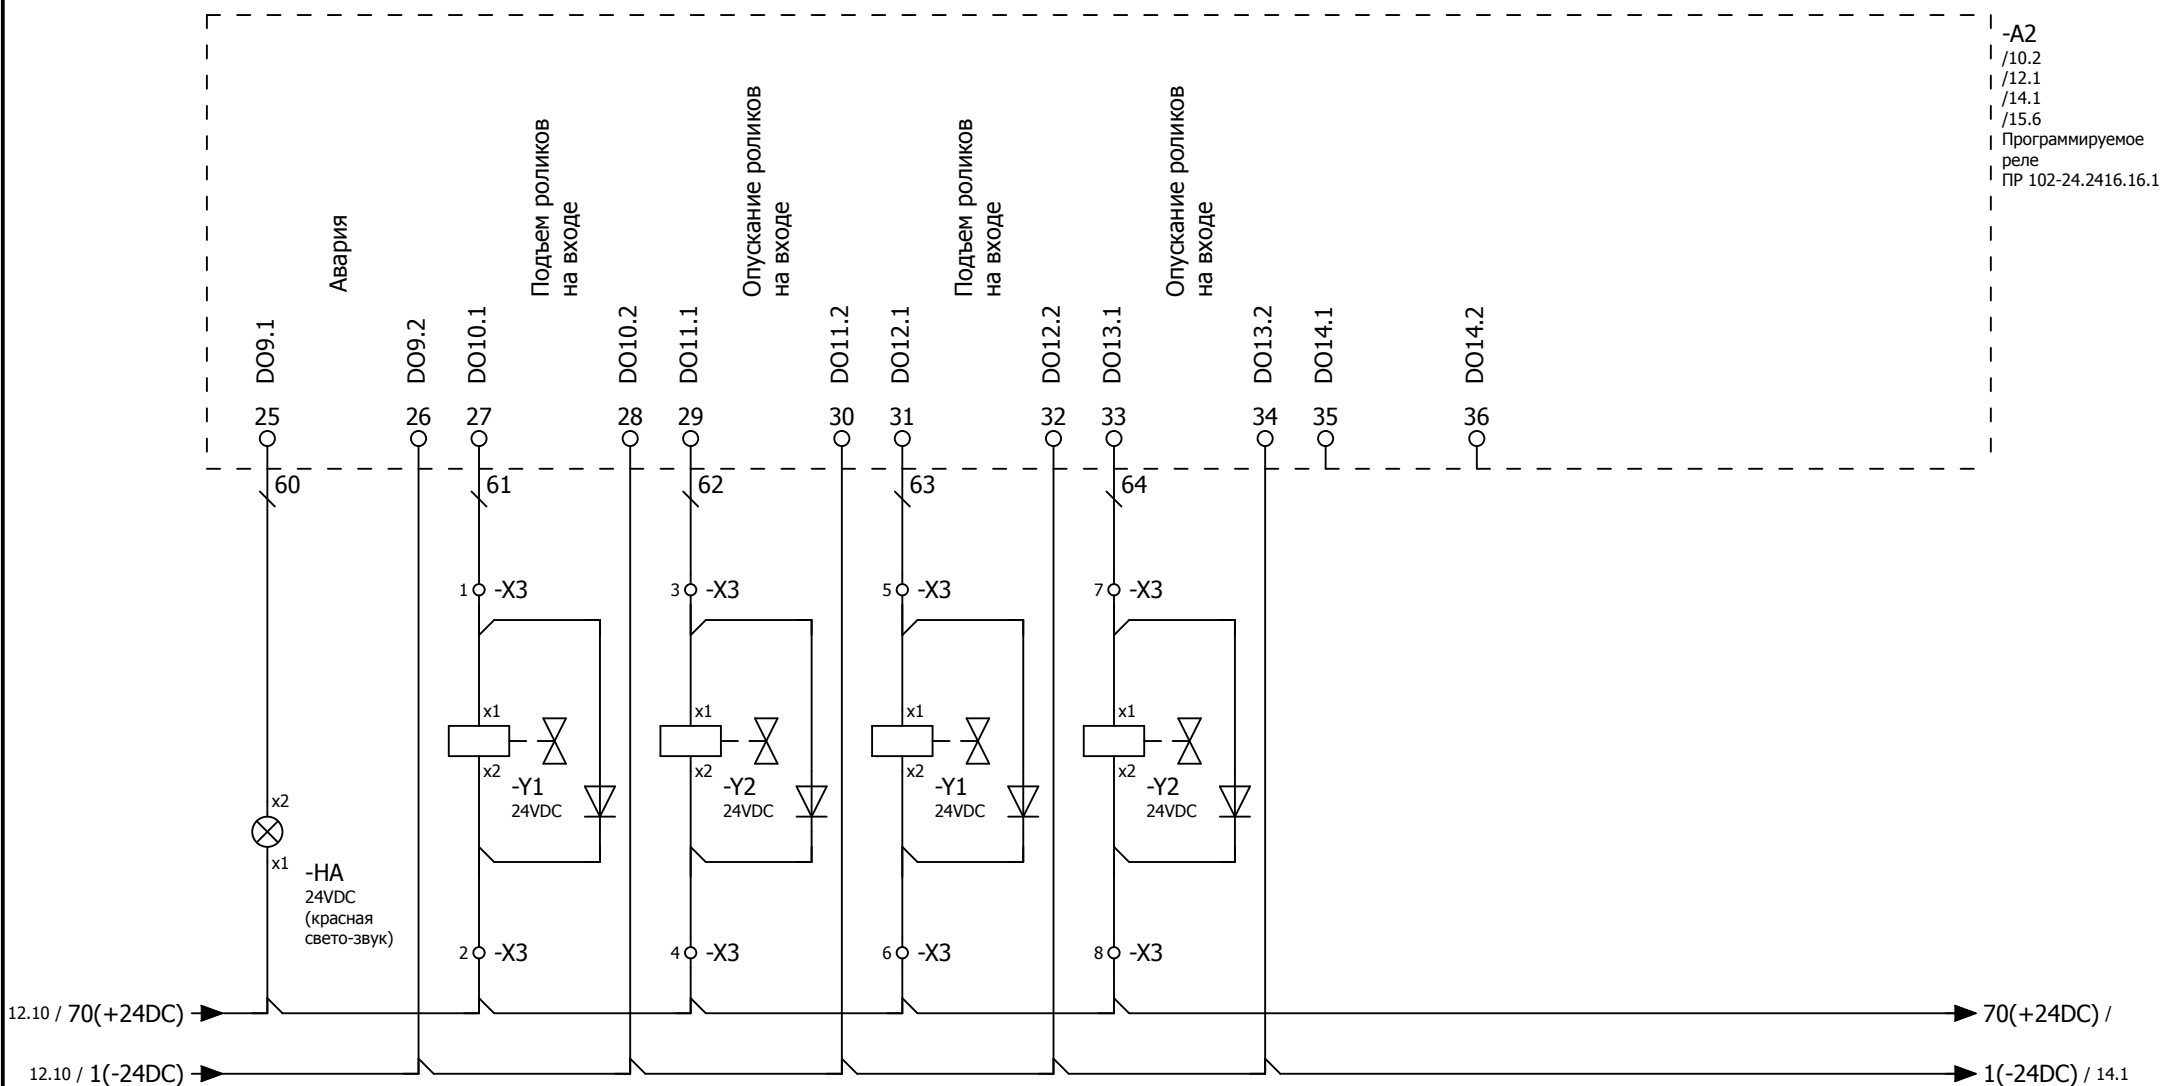 -A2
/10.2
/12.1
/14.1
/15.6
Программируемое
реле
ПР 102-24.2416.16.1
Авария
Подъем роликов
на входе
Опускание роликов
на входе
Подъем роликов
на входе
Опускание роликов
на входе
DO9.1 DO9.2 DO10.1 DO10.2 DO11.1 DO11.2 DO12.1 DO12.2 DO13.1 DO13.2 DO14.1 DO14.2
25 26 27 28 29 30 31 32 33 34 35 36
60 61 62 63 64
1 -X3 3 -X3 5 -X3 7 -X3
x1 x1 x1 x1
x2 x2 x2 x2
-Y1 -Y2 -Y1 -Y2
24VDC 24VDC 24VDC 24VDC
x2
x1
-HA
24VDC
(красная
свето-звук)
2 -X3 4 -X3 6 -X3 8 -X3
12.10 / 70(+24DC) 70(+24DC) /
12.10 / 1(-24DC) 1(-24DC) / 14.1